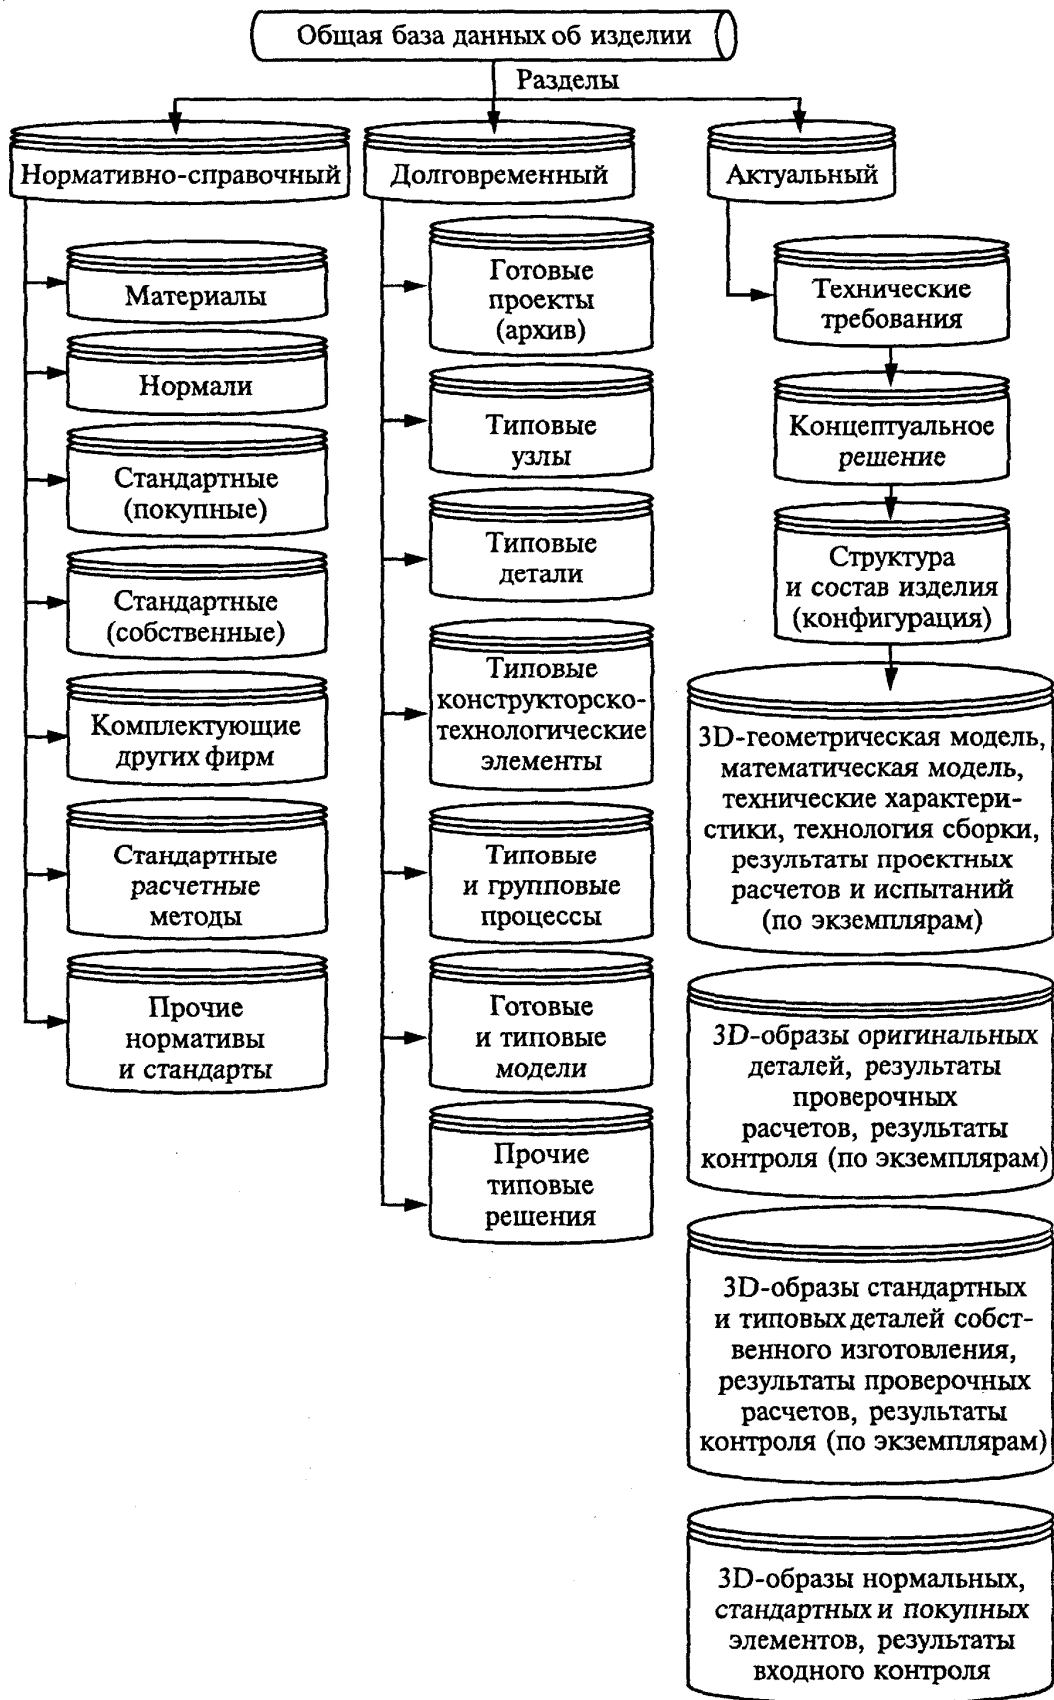 Общая база данных об изделии
Разделы
Нормативно-справочный
Материалы
Нормали
Стандартные
(покупные)
Стандартные
(собственные)
Комплектующие
других фирм
Стандартные
расчетные
методы
Прочие
нормативы
и стандарты
Долговременный
Готовые
проекты
(архив)
Типовые
узлы
Типовые
детали
Типовые
конструкторско-
технологические
элементы
Типовые
и групповые
процессы
Готовые
и типовые
модели
Прочие
типовые
решения
Актуальный
Технические
требования
Концептуальное
решение
Структура
и состав изделия
(конфигурация)
3D-геометрическая модель,
математическая модель,
технические характери-
стики, технология сборки,
результаты проектных
расчетов и испытаний
(по экземплярам)
3D-образы оригинальных
деталей, результаты
проверочных
расчетов, результаты
контроля (по экземплярам)
3D-образы стандартных
и типовых деталей собст-
венного изготовления,
результаты проверочных
расчетов, результаты
контроля (по экземплярам)
3D-образы нормальных,
стандартных и покупных
элементов, результаты
входного контроля